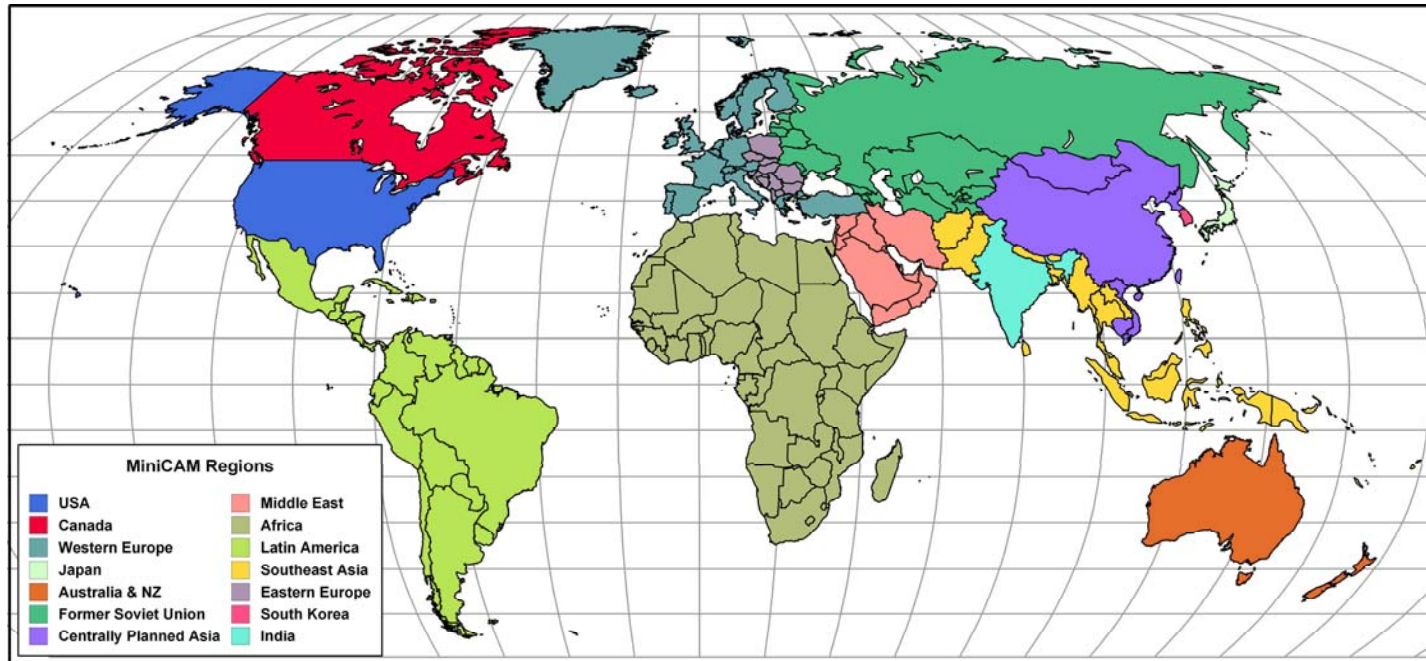 MiniCAM Regions
USA
Canada
Western Europe
Japan
Australia & NZ
Former Soviet Union
Centrally Planned Asia
Middle East
Africa
Latin America
Southeast Asia
Eastern Europe
South Korea
India